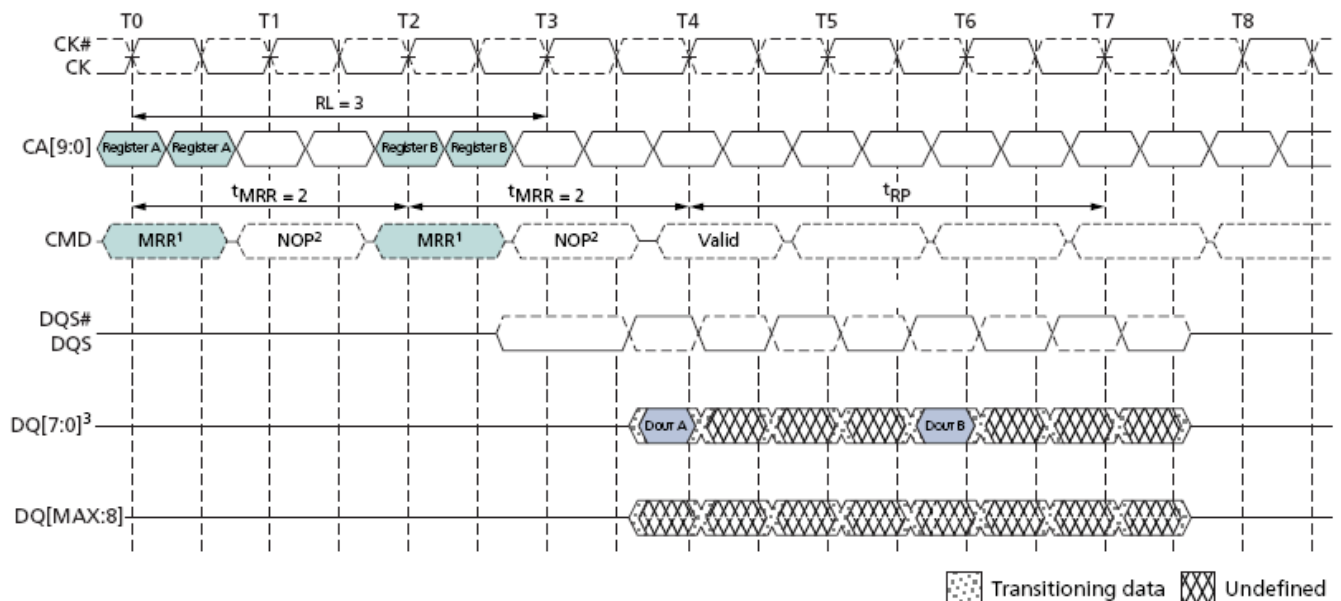 T0 T1 T2 T3 T4 T5 T6 T7 T8
CK#
CK
RL = 3
CA[9:0] Register A Register A Register B Register B
tMRR = 2 tMRR = 2 tRP
CMD MRR1 NOP2 MRR1 NOP2 Valid
DQS#
DQS
DQ[7:0]3 DOUT A DOUT B
DQ[MAX:8]
Transitioning data Undefined